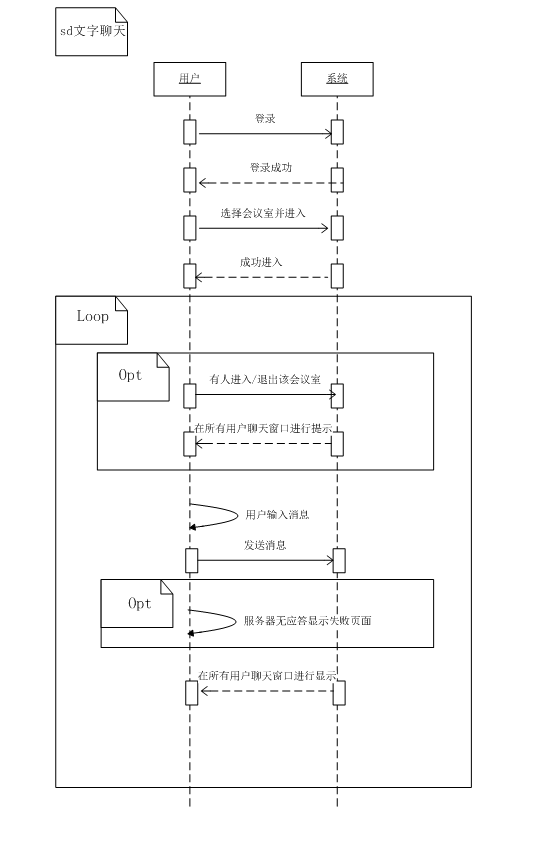 sd文字聊天
用户
系统
登录
登录成功
选择会议室并进入
成功进入
Loop
Opt
有人进入/退出该会议室
在所有用户聊天窗口进行提示
用户输入消息
发送消息
Opt
服务器无应答显示失败页面
在所有用户聊天窗口进行显示